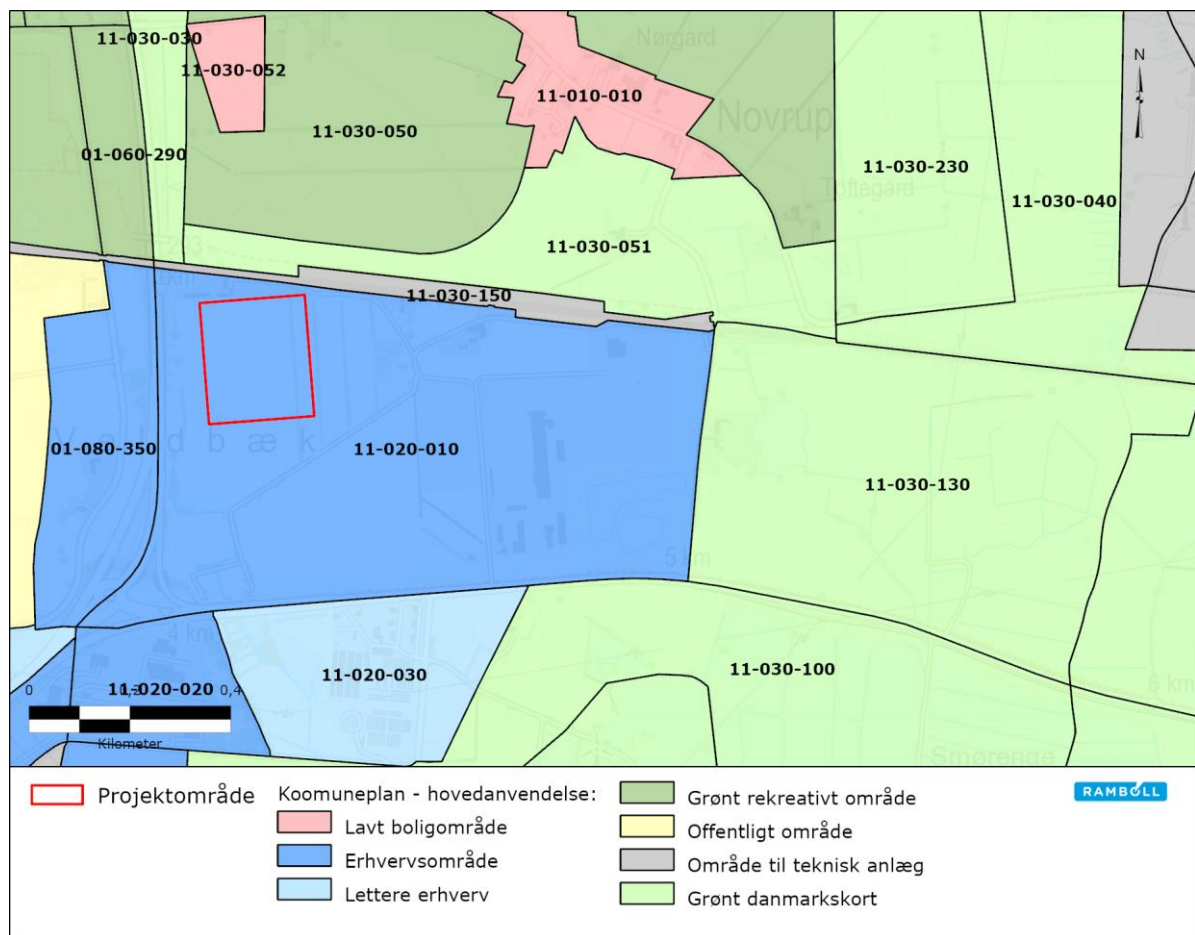 11-030-030
Nørgård
N
11-030-052
11-010-010
Novrup
11-030-050
01-060-290
11-030-230
Toftegård
11-030-040
11-030-051
11-030-150
01-080-350
11-020-010
11-030-130
5 km
4 km
11-020-030
11-030-100
6 km
11-020-020
0 0,2 0,4
Kilometer
Smørenge
Projektområde
Koomuneplan - hovedanvendelse:
Lavt boligområde
Erhvervsområde
Lettere erhverv
Grønt rekreativt område
Offentligt område
Område til teknisk anlæg
Grønt danmarkskort
RAMBOLL